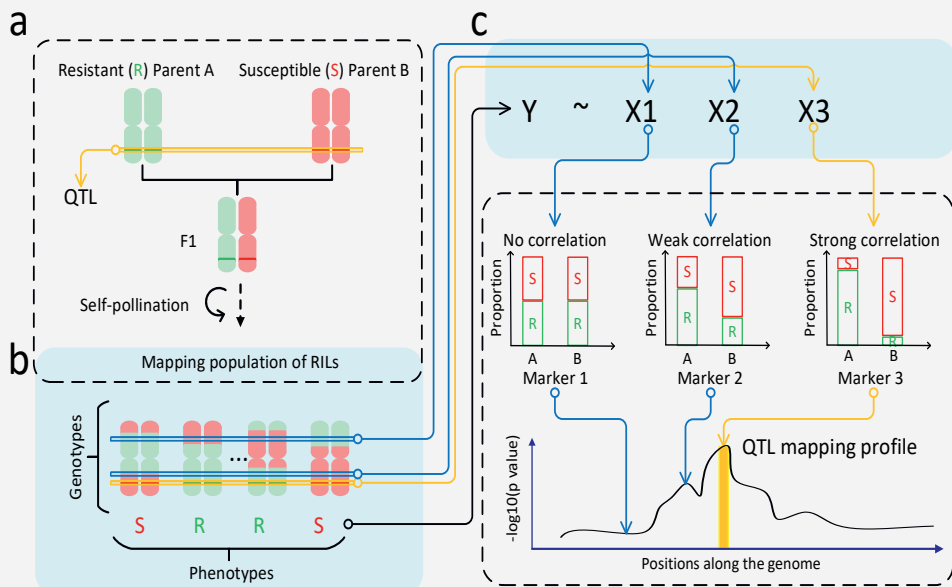 a
Resistant (R) Parent A
Susceptible (S) Parent B
QTL
F1
Self-pollination
b
Mapping population of RILs
Genotypes
...
S R R S
Phenotypes
c
Y ~ X1 X2 X3
No correlation
Weak correlation
Strong correlation
Proportion
S S
R R
A B
Marker 1
Proportion
S S
R R
A B
Marker 2
Proportion
S S
R R
A B
Marker 3
QTL mapping profile
-log10(p value)
Positions along the genome